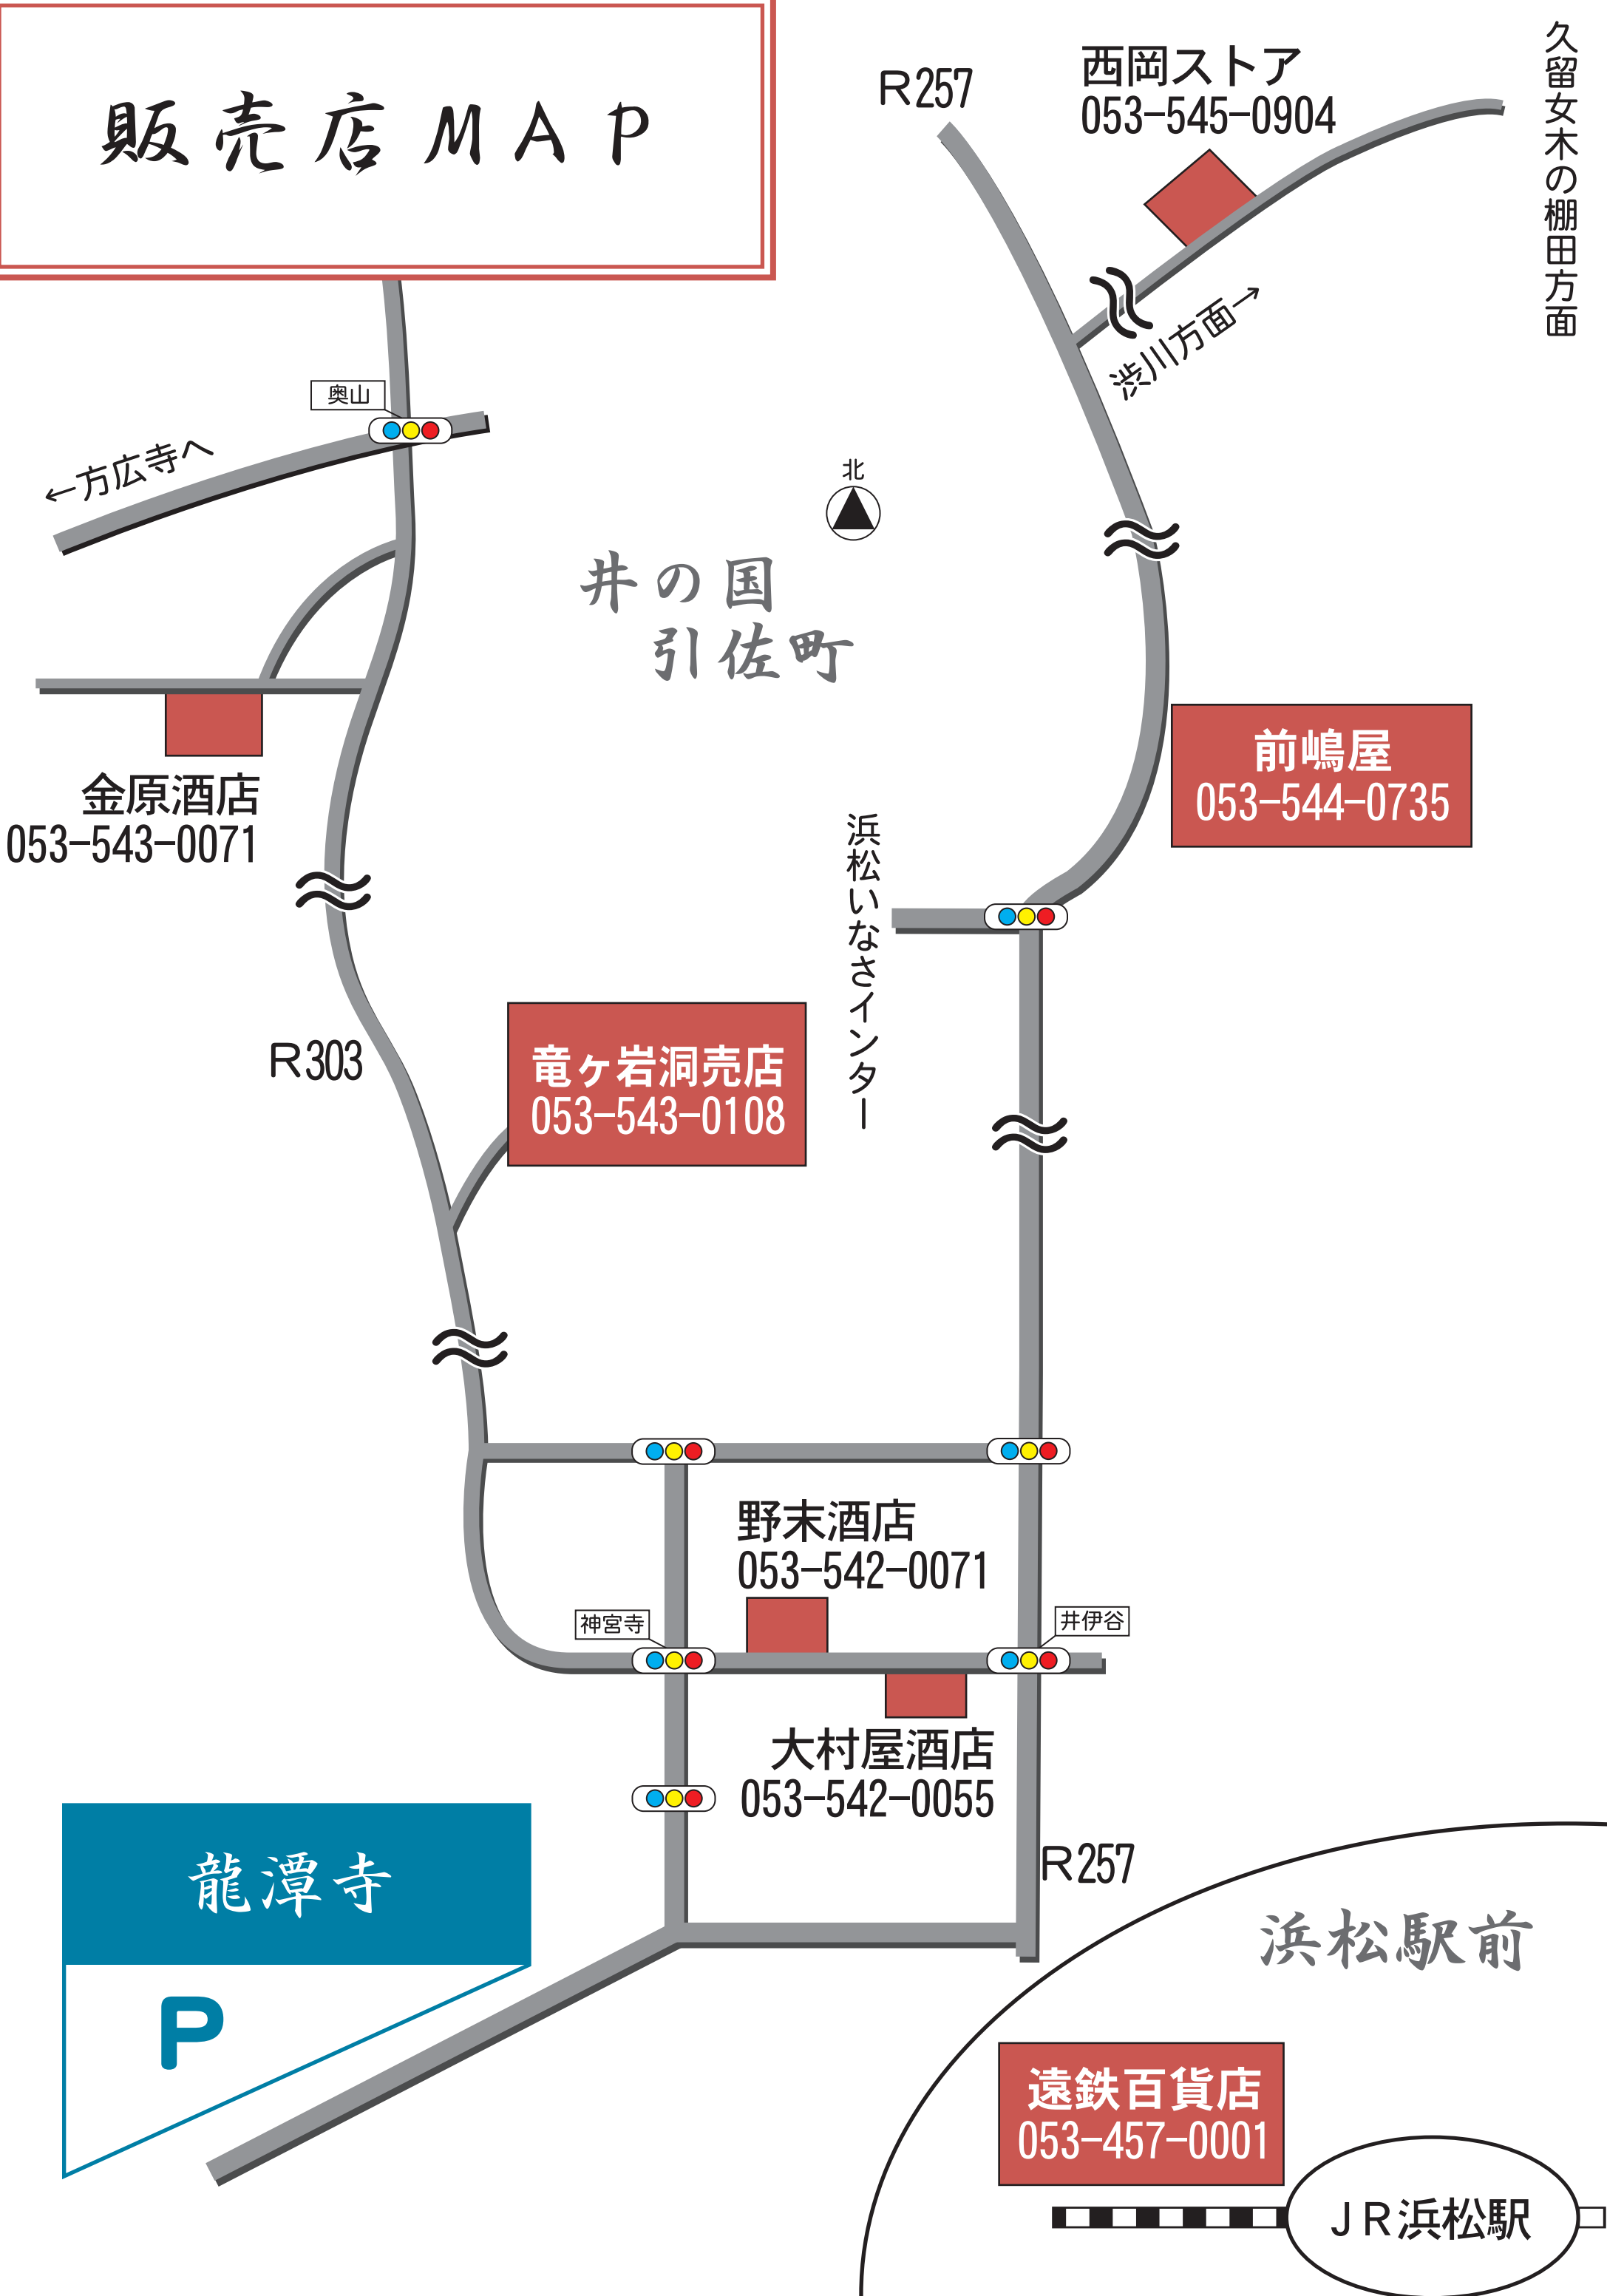 販売店MAP
R257
西岡ストア
053-545-0904
久留女木の棚田方面
渋川方面→
奥山
←方広寺へ
北
井の国
引佐町
金原酒店
053-543-0071
前嶋屋
053-544-0735
浜松いなさインター
R303
竜ヶ岩洞売店
053-543-0108
野末酒店
053-542-0071
神宮寺
井伊谷
大村屋酒店
053-542-0055
R257
龍潭寺
P
浜松駅前
遠鉄百貨店
053-457-0001
JR浜松駅